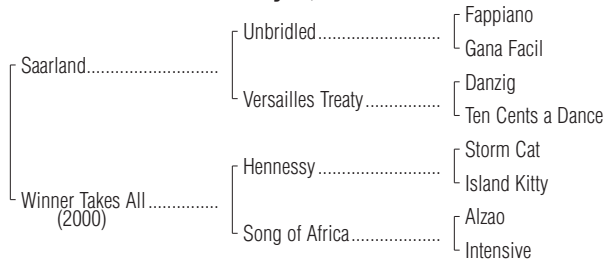 Fappiano
Unbridled
Gana Facil
Saarland
Danzig
Versailles Treaty
Ten Cents a Dance
Storm Cat
Hennessy
Island Kitty
Winner Takes All
(2000)
Alzao
Song of Africa
Intensive